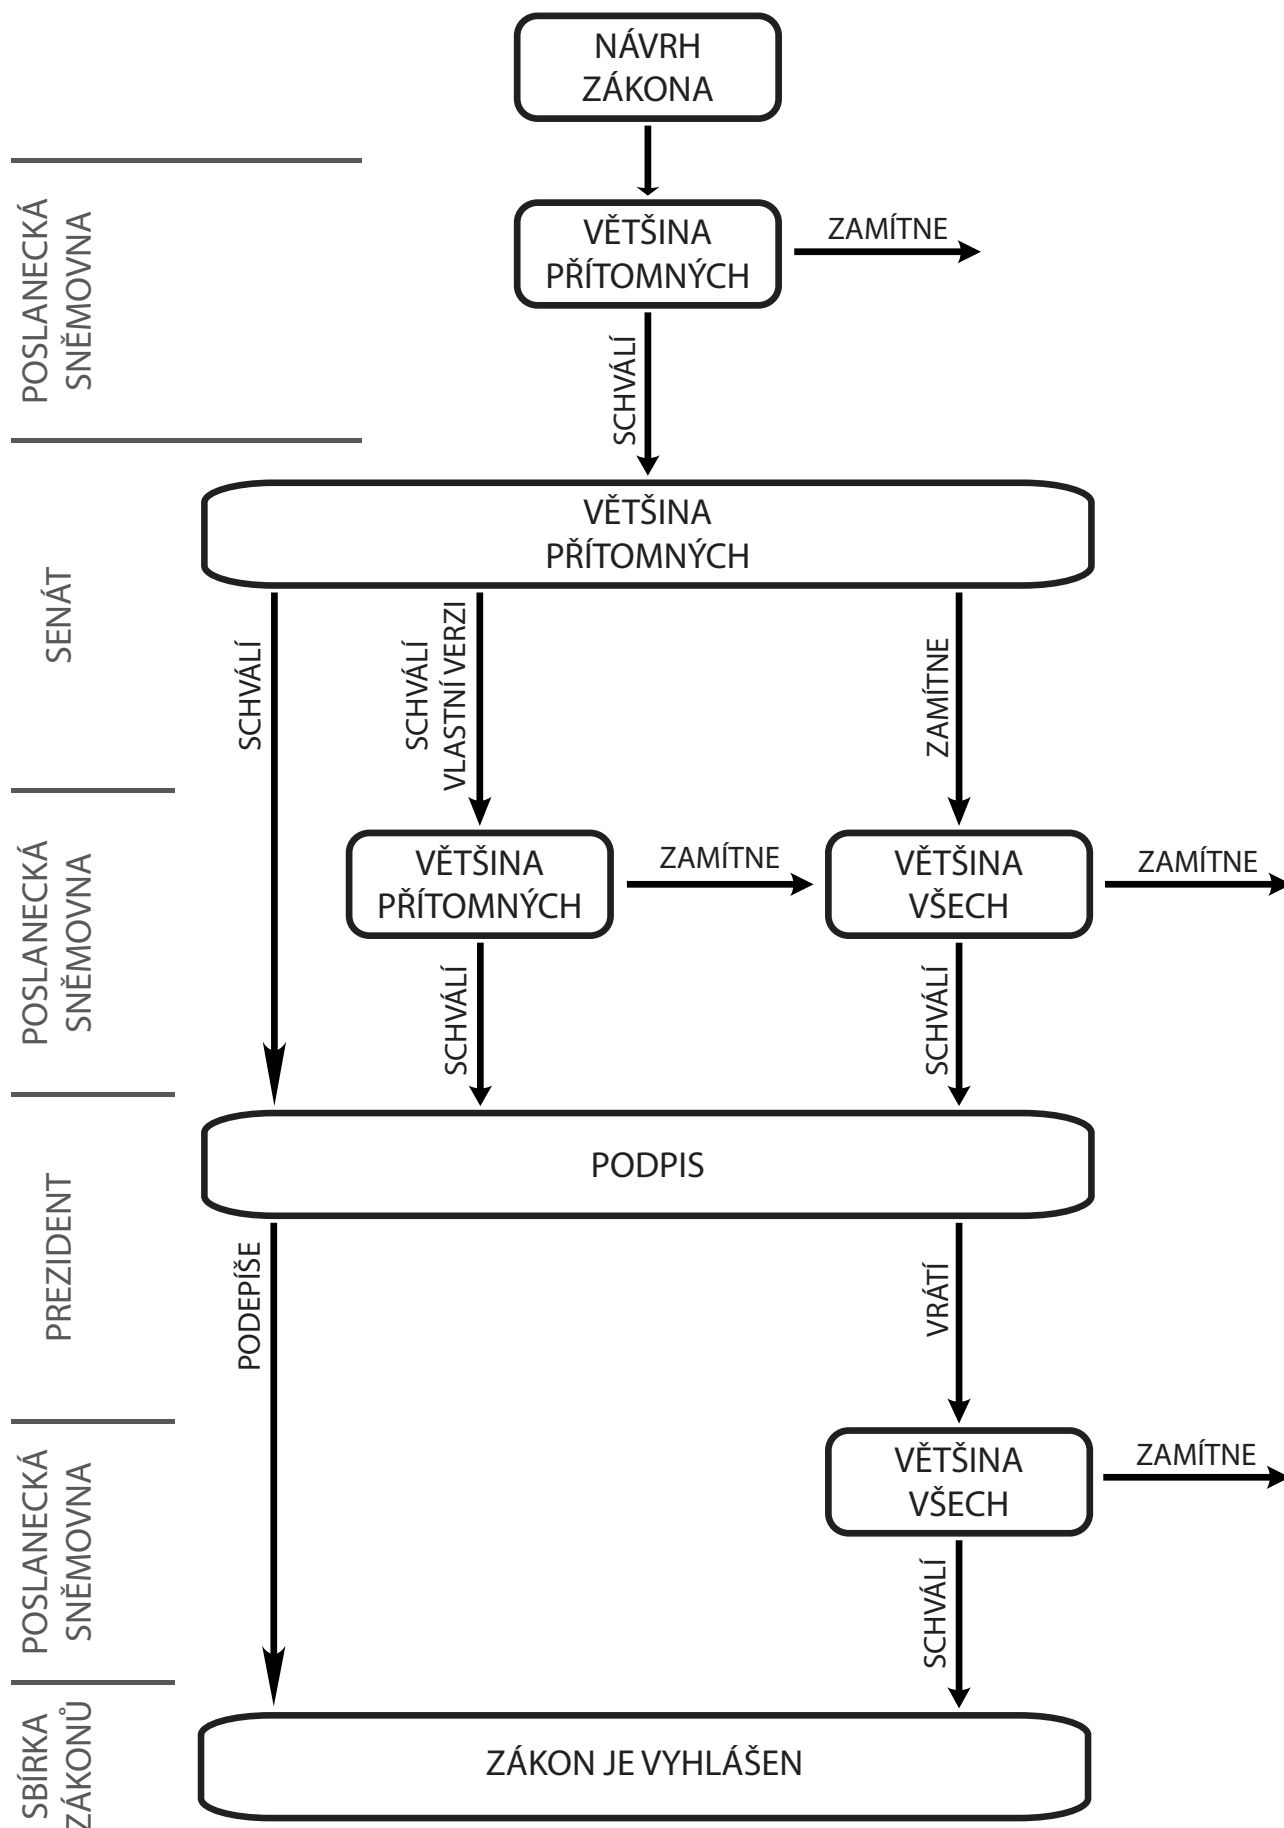 NÁVRH
ZÁKONA
POSLANECKÁ
SNĚMOVNA
VĚTŠINA
PŘÍTOMNÝCH
ZAMÍTNE
SCHVÁLÍ
SENÁT
VĚTŠINA
PŘÍTOMNÝCH
SCHVÁLÍ
SCHVÁLÍ
VLASTNÍ VERZI
ZAMÍTNE
POSLANECKÁ
SNĚMOVNA
VĚTŠINA
PŘÍTOMNÝCH
ZAMÍTNE
VĚTŠINA
VŠECH
ZAMÍTNE
SCHVÁLÍ
SCHVÁLÍ
PREZIDENT
PODPIS
PODEPÍŠE
VRÁTÍ
POSLANECKÁ
SNĚMOVNA
VĚTŠINA
VŠECH
ZAMÍTNE
SCHVÁLÍ
SBÍRKA
ZÁKONŮ
ZÁKON JE VYHLÁŠEN